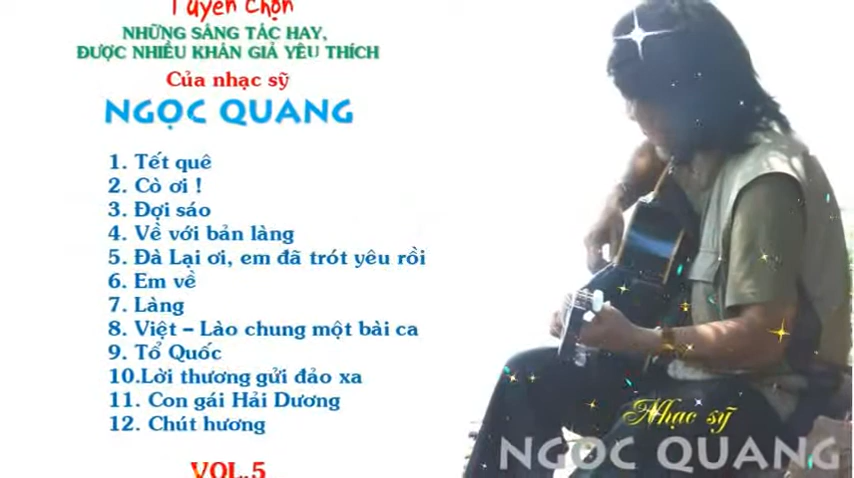 Tuyển Chọn
NHỮNG SÁNG TÁC HAY,
ĐƯỢC NHIỀU KHÁN GIẢ YÊU THÍCH
Của nhạc sỹ
NGỌC QUANG
1. Tết quê
2. Cò ơi !
3. Đợi sáo
4. Về với bản làng
5. Đà Lại ơi, em đã trót yêu rồi
6. Em về
7. Làng
8. Việt – Lào chung một bài ca
9. Tổ Quốc
10.Lời thương gửi đảo xa
11. Con gái Hải Dương
12. Chút hương
VOL.5
Nhạc sỹ
NGỌC QUANG